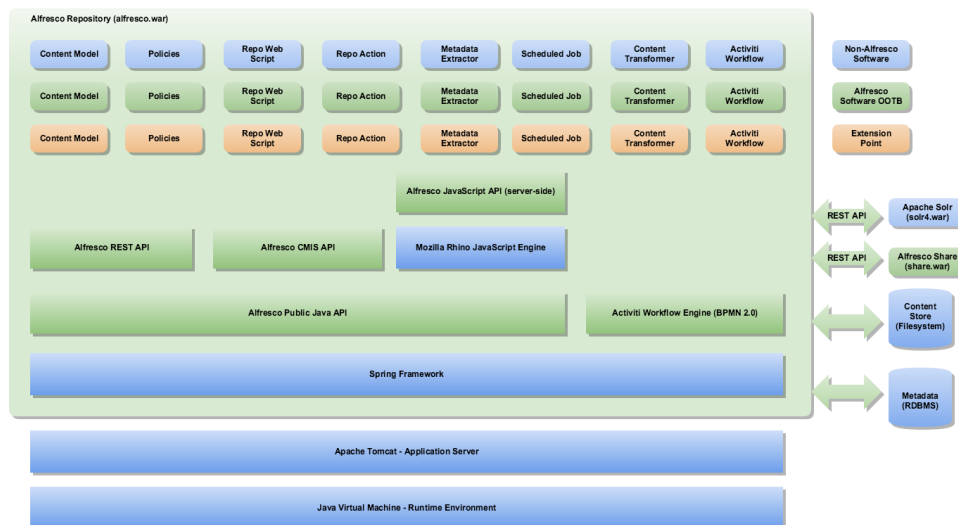 Alfresco Repository (alfresco.war)
Content Model
Policies
Repo Web
Script
Repo Action
Metadata
Extractor
Scheduled Job
Content
Transformer
Activiti
Workflow
Non-Alfresco
Software
Content Model
Policies
Repo Web
Script
Repo Action
Metadata
Extractor
Scheduled Job
Content
Transformer
Activiti
Workflow
Alfresco
Software OOTB
Content Model
Policies
Repo Web
Script
Repo Action
Metadata
Extractor
Scheduled Job
Content
Transformer
Activiti
Workflow
Extension
Point
Alfresco JavaScript API (server-side)
REST API
Apache Solr
(solr4.war)
Alfresco REST API
Alfresco CMIS API
Mozilla Rhino JavaScript Engine
REST API
Alfresco Share
(share.war)
Alfresco Public Java API
Activiti Workflow Engine (BPMN 2.0)
Content
Store
(Filesystem)
Spring Framework
Metadata
(RDBMS)
Apache Tomcat - Application Server
Java Virtual Machine - Runtime Environment